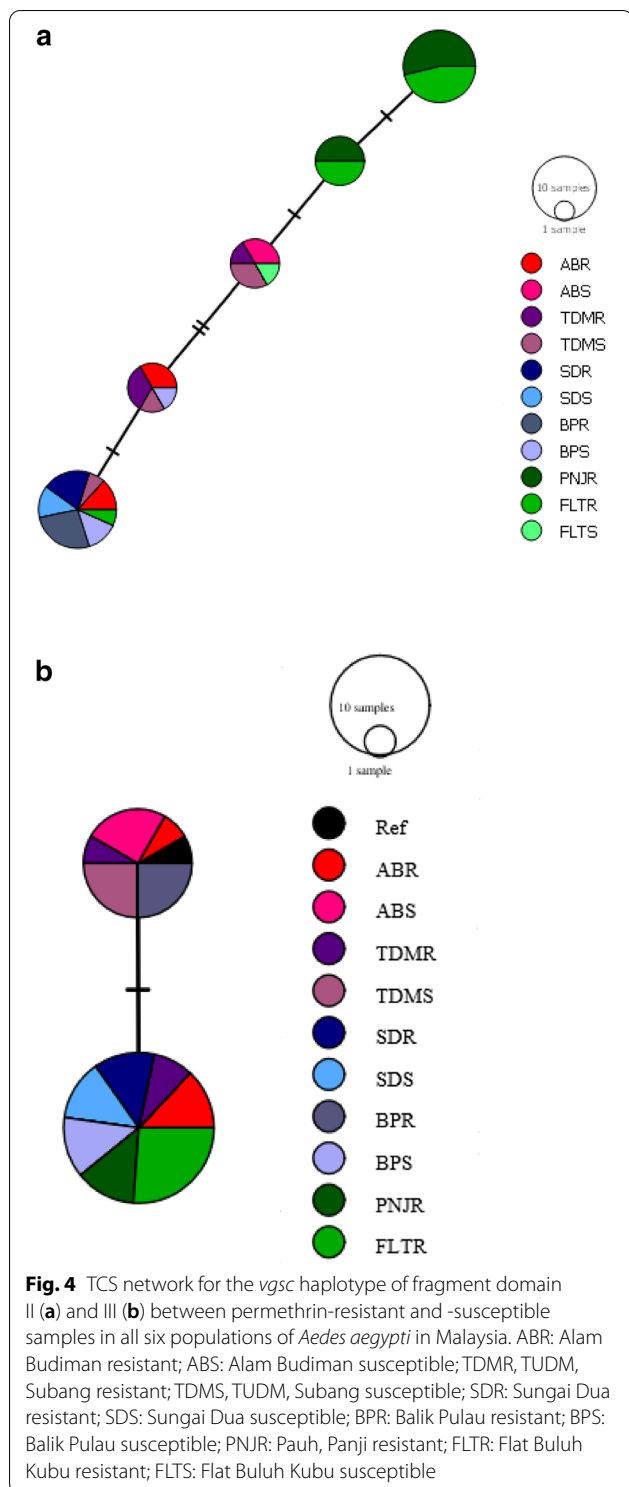 a
10 samples
1 sample
ABR
ABS
TDMR
TDMS
SDR
SDS
BPR
BPS
PNJR
FLTR
FLTS
b
10 samples
1 sample
Ref
ABR
ABS
TDMR
TDMS
SDR
SDS
BPR
BPS
PNJR
FLTR
Fig. 4 TCS network for the vgsc haplotype of fragment domain
II (a) and III (b) between permethrin-resistant and -susceptible
samples in all six populations of Aedes aegypti in Malaysia. ABR: Alam
Budiman resistant; ABS: Alam Budiman susceptible; TDMR, TUDM,
Subang resistant; TDMS, TUDM, Subang susceptible; SDR: Sungai Dua
resistant; SDS: Sungai Dua susceptible; BPR: Balik Pulau resistant; BPS:
Balik Pulau susceptible; PNJR: Pauh, Panji resistant; FLTR: Flat Buluh
Kubu resistant; FLTS: Flat Buluh Kubu susceptible